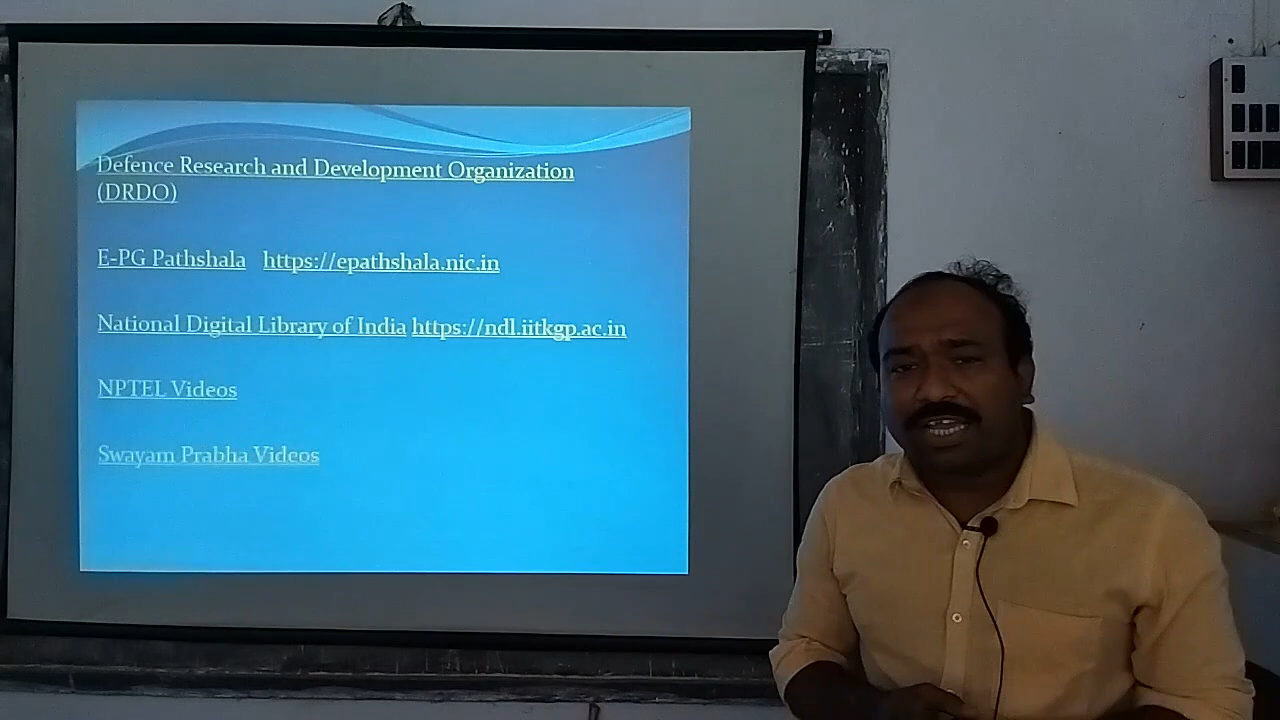 Defence Research and Development Organization
(DRDO)
E-PG Pathshala https://epathshala.nic.in
National Digital Library of India https://ndl.iitkgp.ac.in
NPTEL Videos
Swayam Prabha Videos